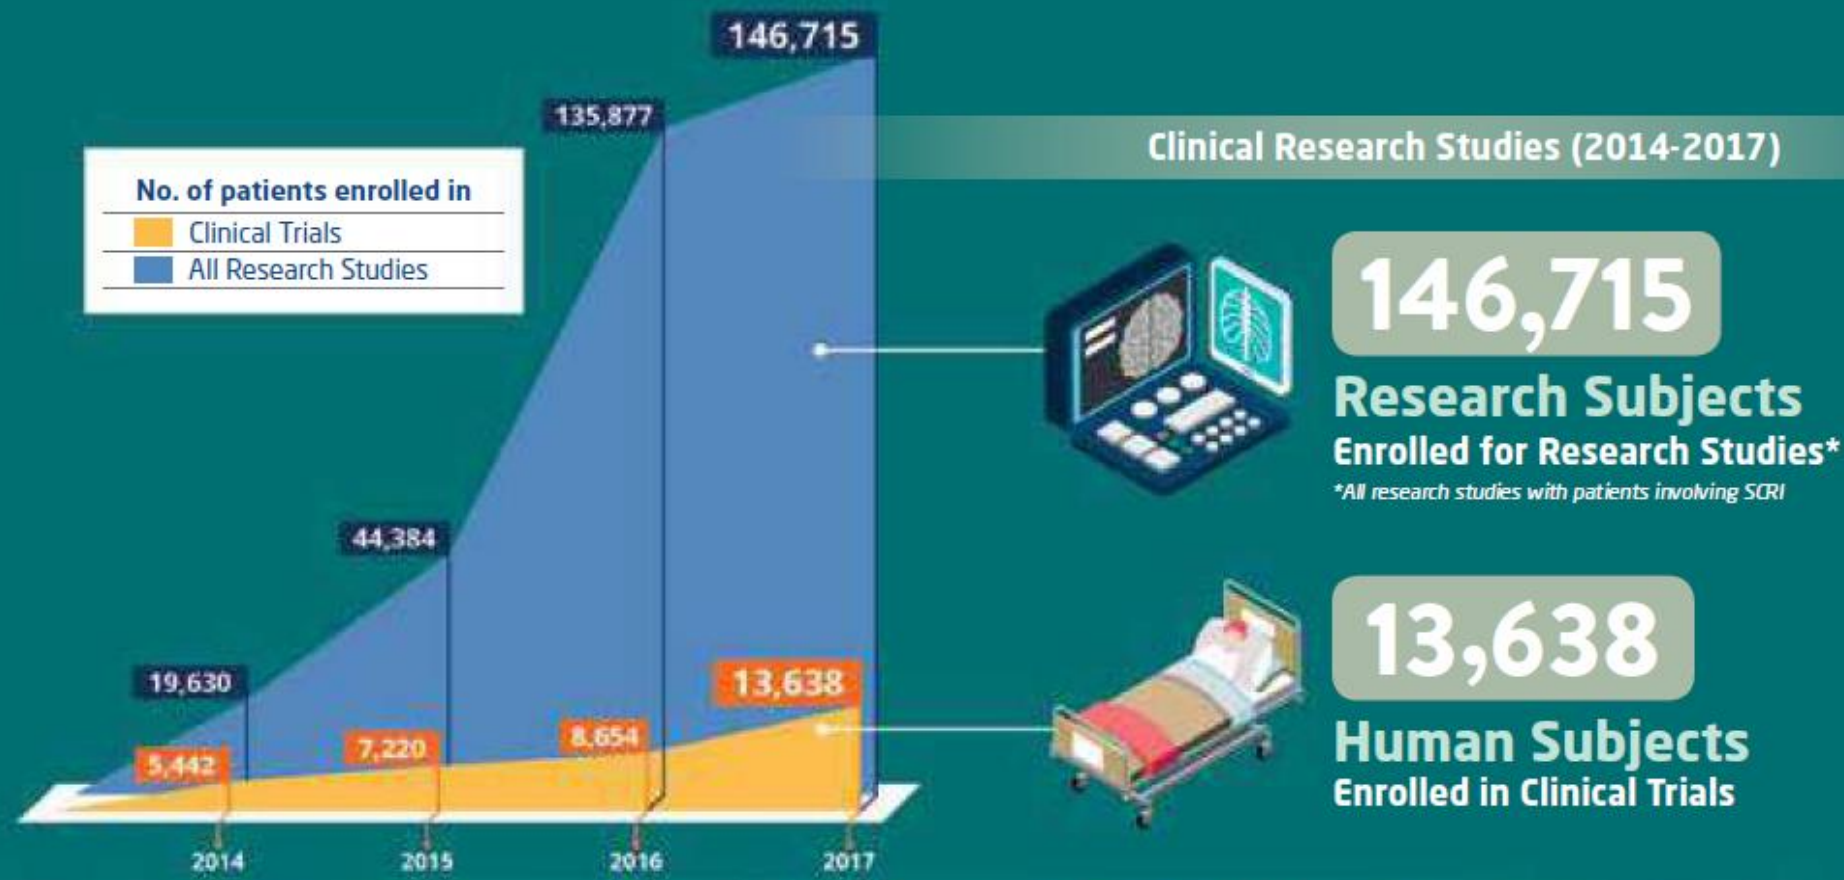 146,715
135,877
Clinical Research Studies (2014-2017)
No. of patients enrolled in
Clinical Trials
All Research Studies
146,715
Research Subjects
Enrolled for Research Studies*
*All research studies with patients involving SCRI
44,384
19,630
5,442
7,220
8,654
13,638
13,638
Human Subjects
Enrolled in Clinical Trials
2014
2015
2016
2017